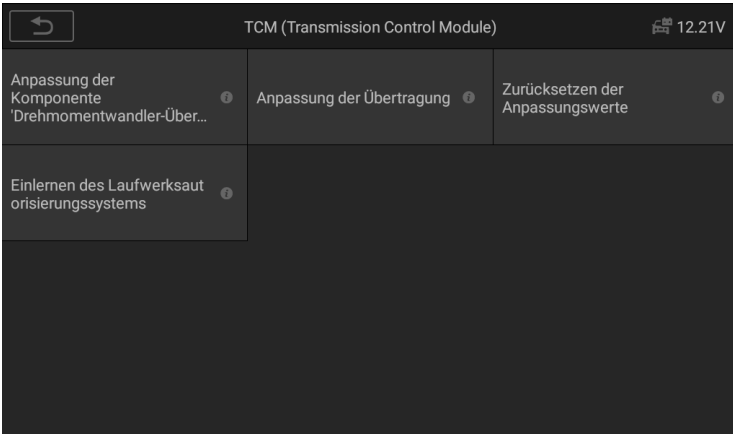 TCM (Transmission Control Module)
12.21V
Anpassung der
Komponente
'Drehmomentwandler-Über...
Anpassung der Übertragung
Zurücksetzen der
Anpassungswerte
Einlernen des Laufwerksaut
orisierungssystems